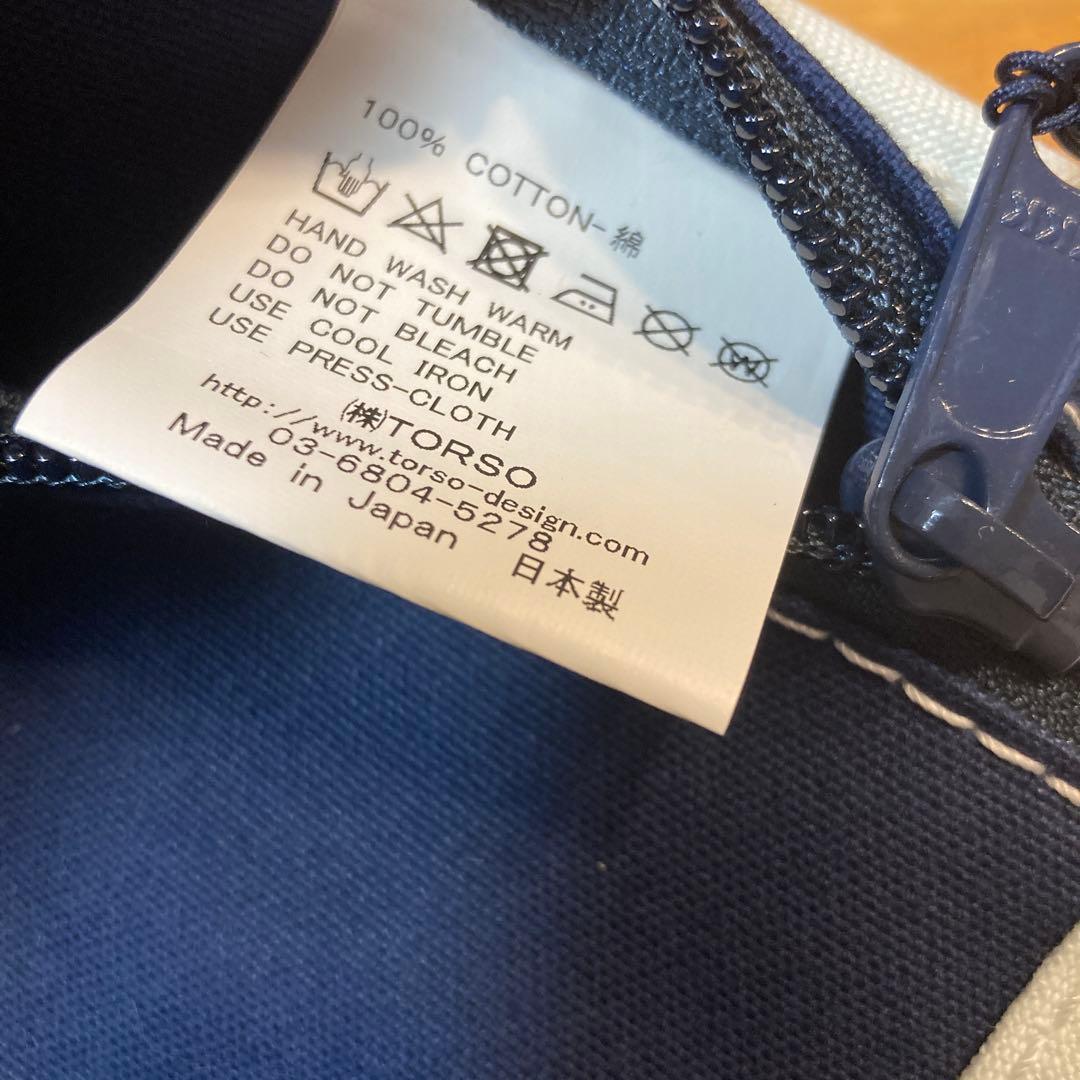 100% COTTON-綿
HAND WASH WARM
DO NOT TUMBLE
DO NOT BLEACH
USE COOL IRON
USE PRESS-CLOTH
㈱TORSO
http://www.torso-design.com
03-6804-5278
Made in Japan 日本製